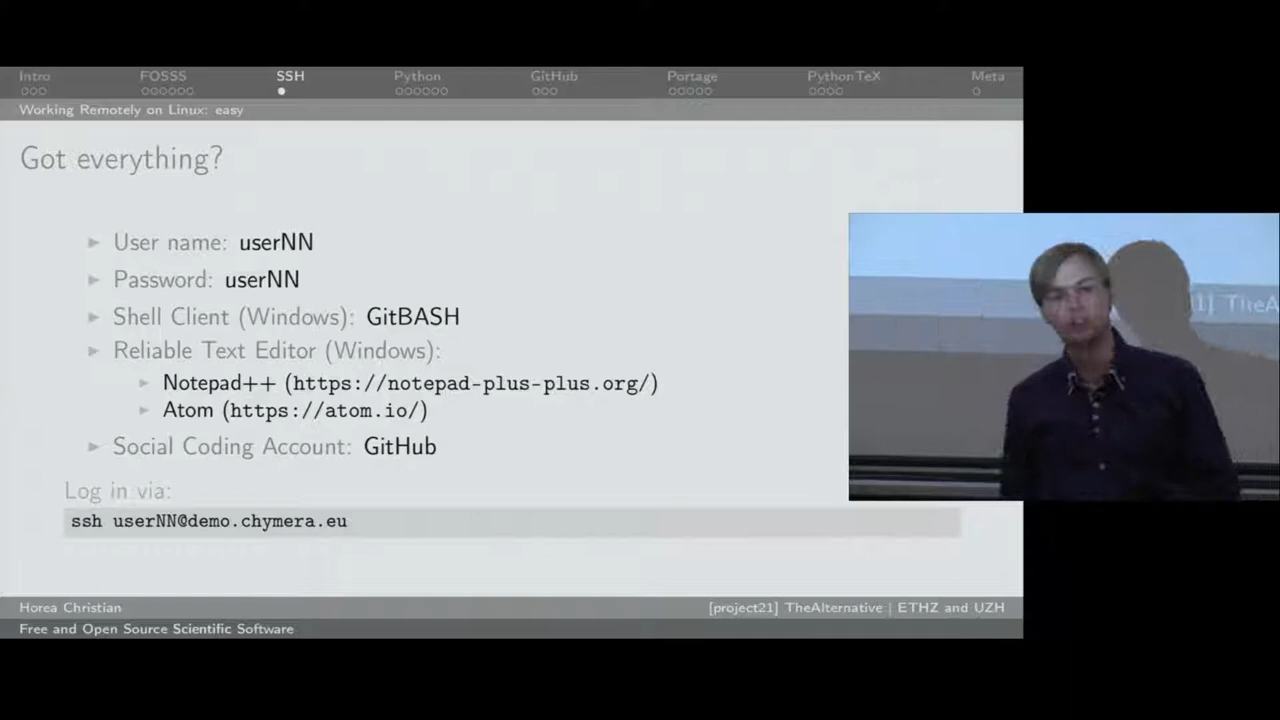 Intro FOSSS SSH Python GitHub Portage PythonTeX Meta
Working Remotely on Linux: easy
Got everything?
User name: userNN
Password: userNN
Shell Client (Windows): GitBASH
Reliable Text Editor (Windows):
Notepad++ (https://notepad-plus-plus.org/)
Atom (https://atom.io/)
Social Coding Account: GitHub
Log in via:
ssh userNN@demo.chymera.eu
Horea Christian [project21] TheAlternative | ETHZ and UZH
Free and Open Source Scientific Software
1] TheA